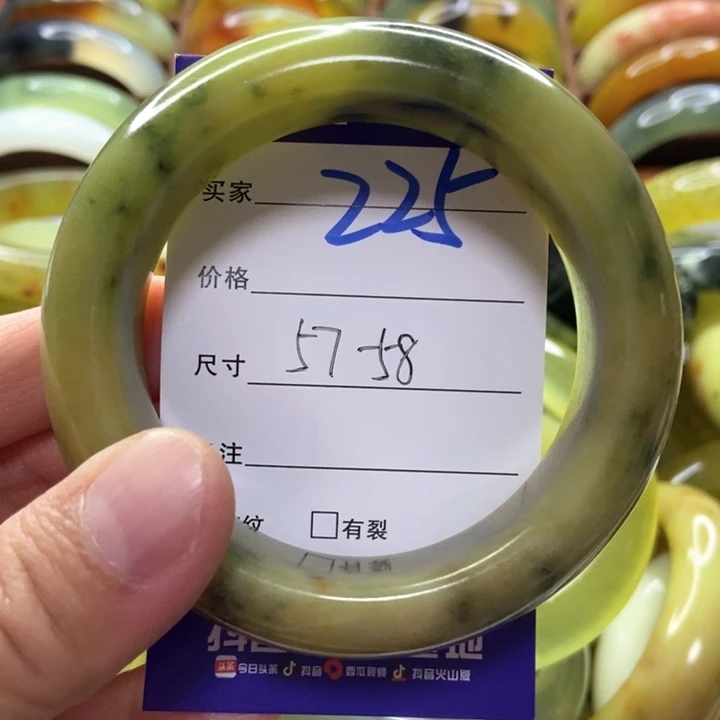 买家 225
价格
尺寸 57-58
注
纹 □有裂
今日头条 抖音 西瓜视频 抖音火山版